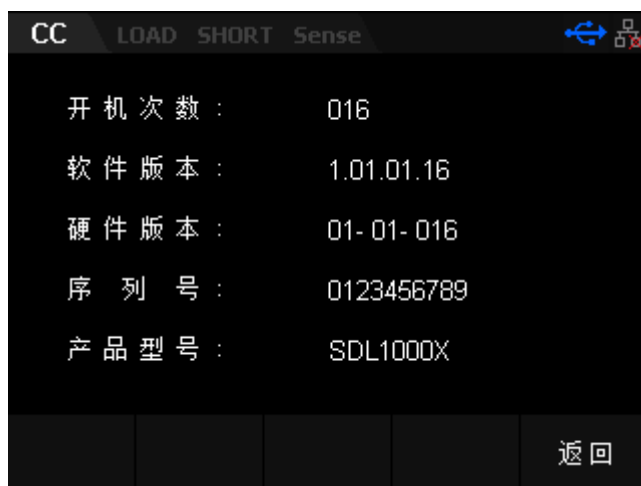 CC LOAD SHORT Sense
开机次数： 016
软件版本： 1.01.01.16
硬件版本： 01-01-016
序列号： 0123456789
产品型号： SDL1000X
返回